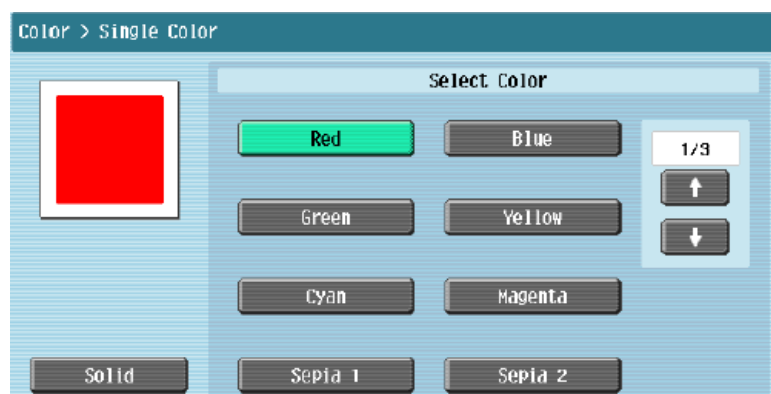 Color > Single Color
Select Color
Red
Blue
1/3
Green
Yellow
Cyan
Magenta
Solid
Sepia 1
Sepia 2